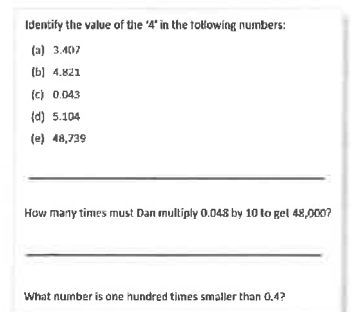 Identify the value of the '4' in the following numbers:
(a) 3.407
(b) 4.821
(c) 0.043
(d) 5.104
(e) 48,739
How many times must Dan multiply 0.048 by 10 to get 48,000?
What number is one hundred times smaller than 0.4?